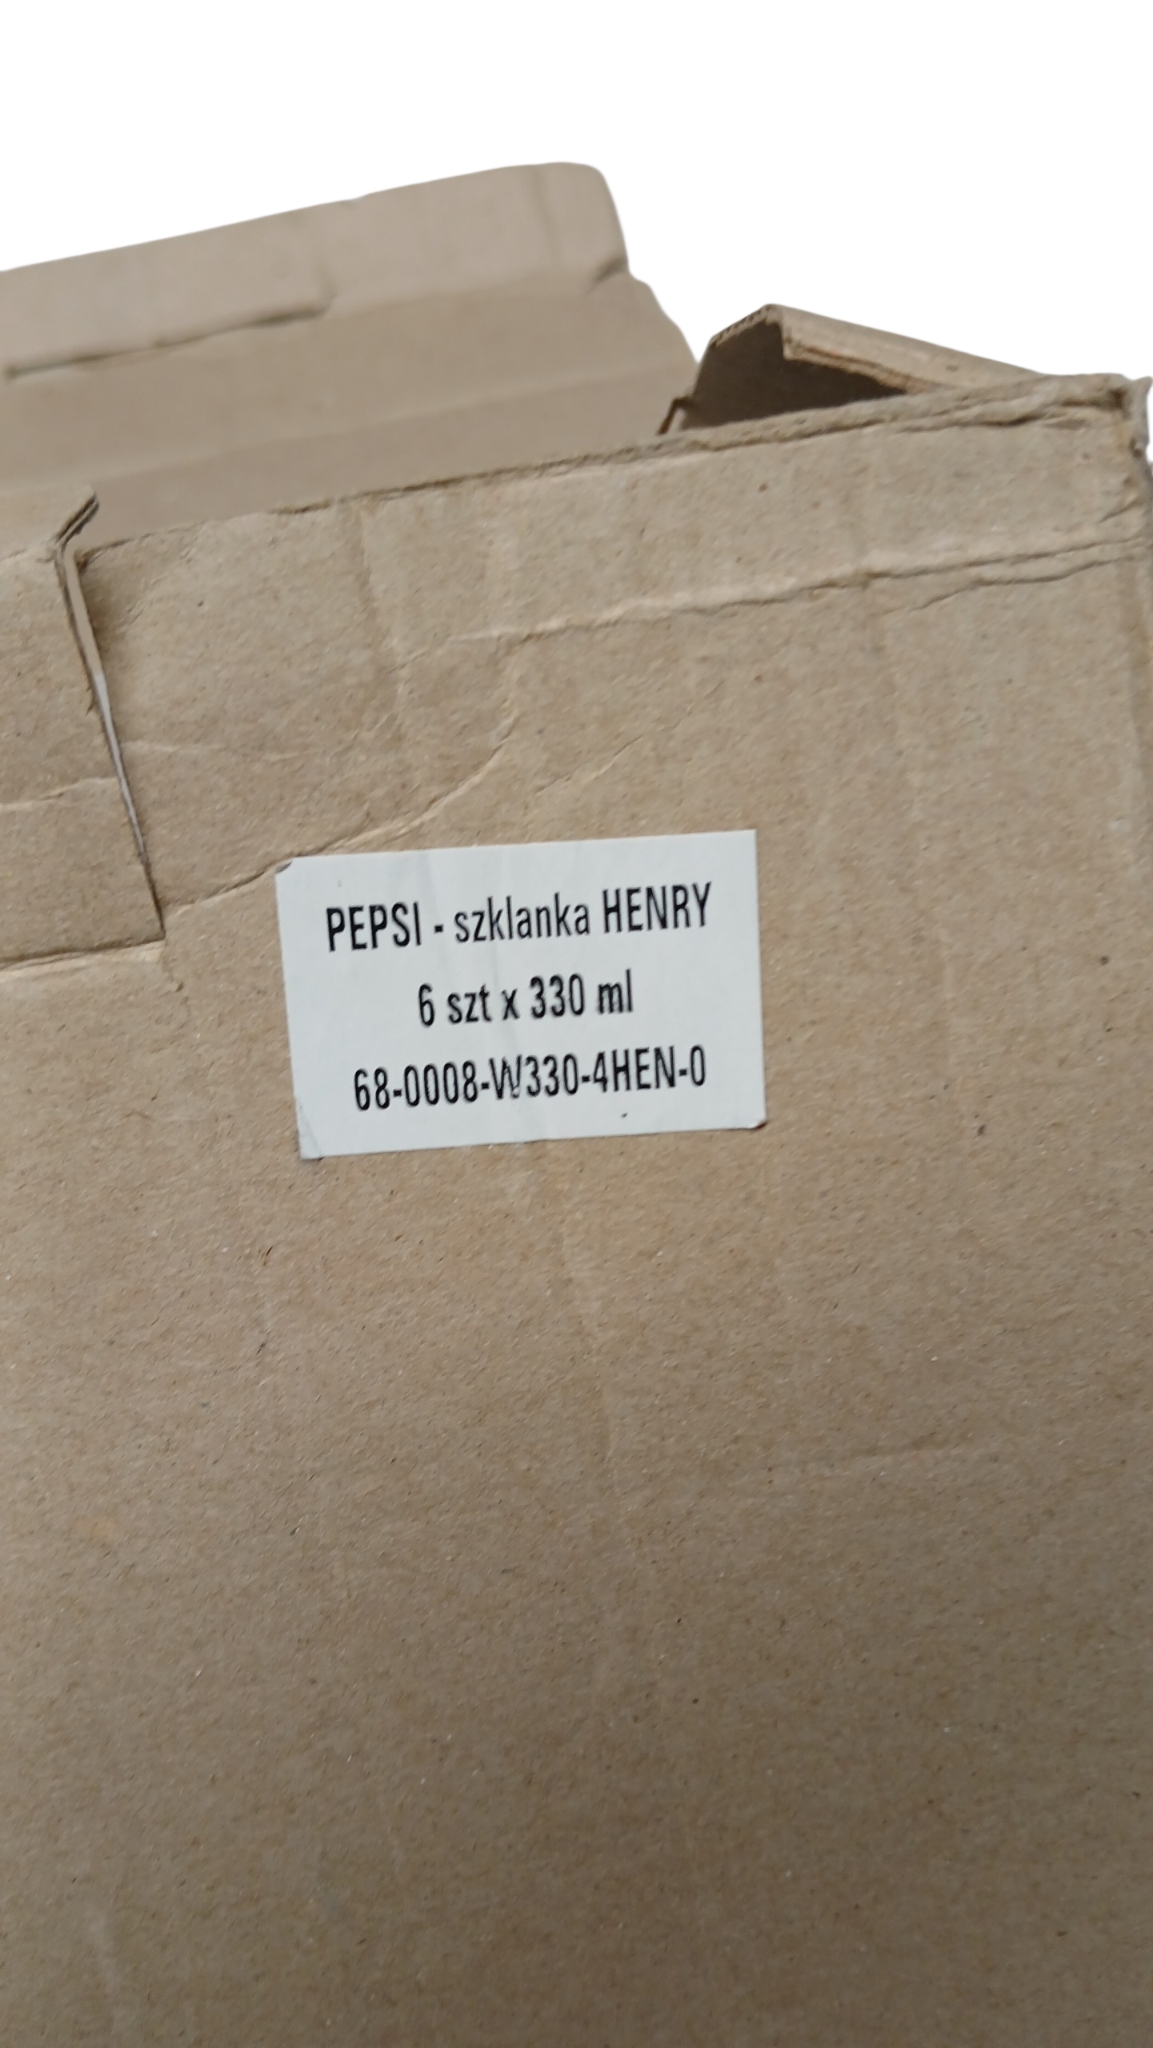 PEPSI - szklanka HENRY
6 szt x 330 ml
68-0008-W330-4HEN-0